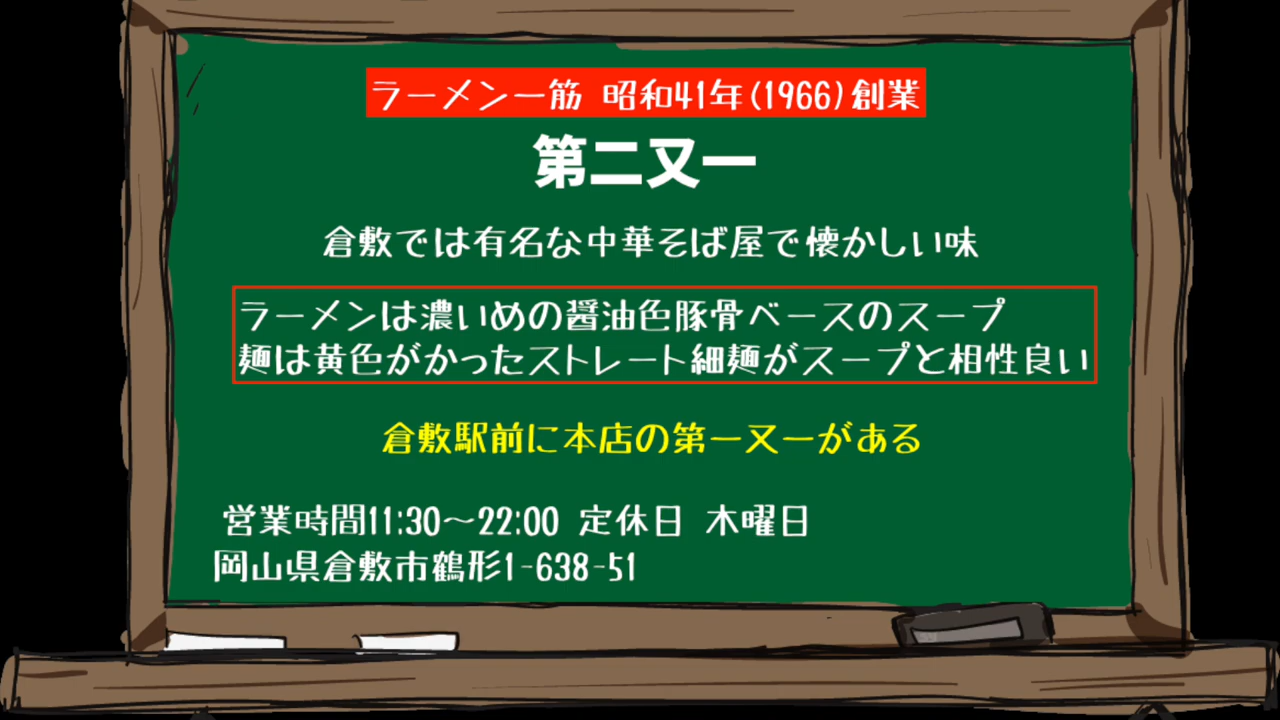 ラーメン一筋 昭和41年(1966)創業
第二又一
倉敷では有名な中華そば屋で懐かしい味
ラーメンは濃いめの醤油色豚骨ベースのスープ
麺は黄色がかったストレート細麺がスープと相性良い
倉敷駅前に本店の第一又一がある
営業時間11:30～22:00 定休日 木曜日
岡山県倉敷市鶴形1-638-51